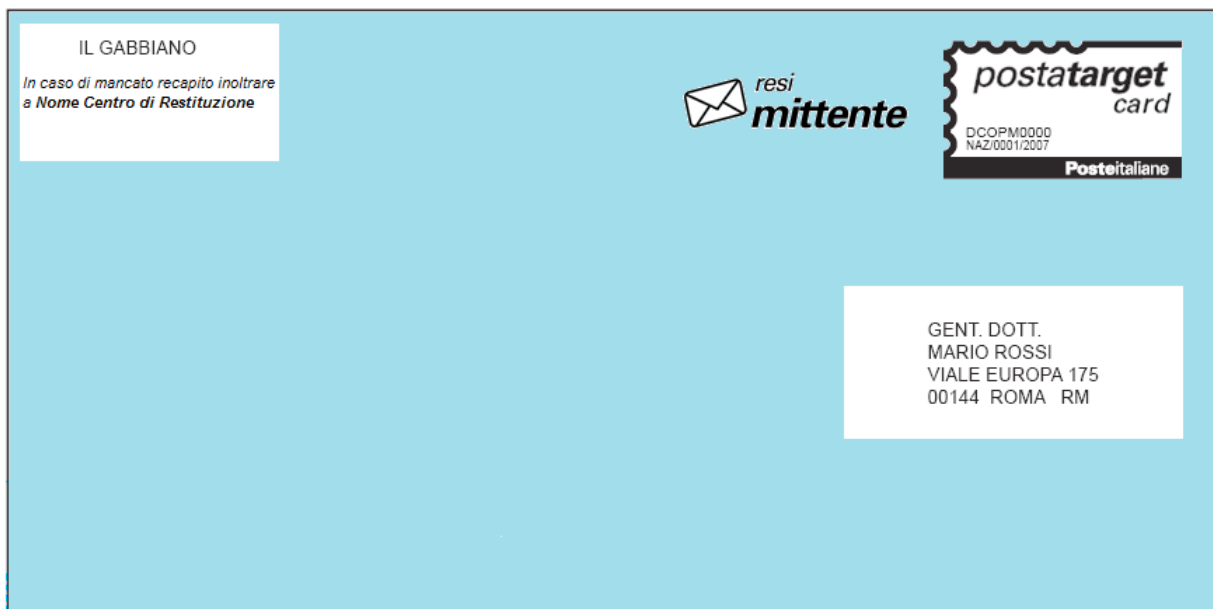 IL GABBIANO
In caso di mancato recapito inoltrare
a Nome Centro di Restituzione
resi
mittente
postatarget
card
DCOPM0000
NAZ/0001/2007
Posteitaliane
GENT. DOTT.
MARIO ROSSI
VIALE EUROPA 175
00144 ROMA RM